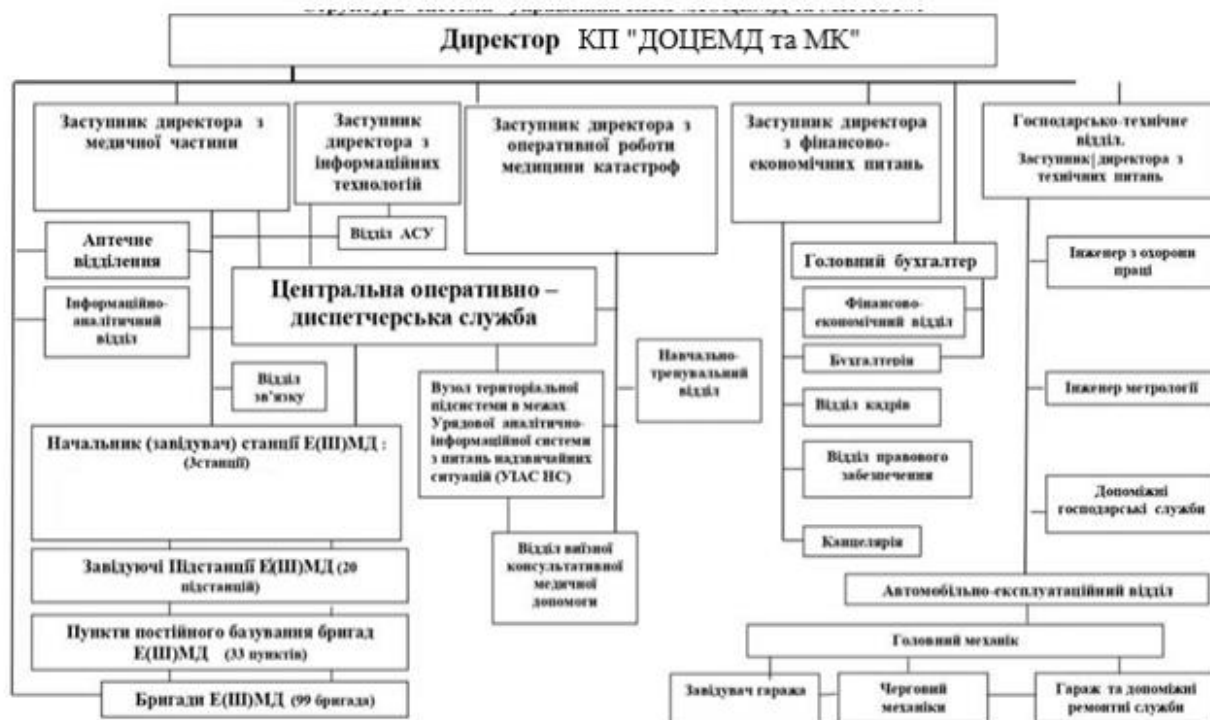 Директор КП "ДОЦЕМД та МК"
Заступник директора з
медичної частини
Заступник
директора з
інформаційних
технологій
Заступник директора з
оперативної роботи
медицини катастроф
Заступник директора
з фінансово-
економічних питань
Господарсько-технічне
відділ.
Заступник|директора з
технічних питань
Відділ АСУ
Аптечне
відділення
Інформаційно-
аналітичний
відділ
Центральна оперативно –
диспетчерська служба
Головний бухгалтер
Фінансово-
економічний відділ
Бухгалтерія
Відділ кадрів
Відділ правового
забезпечення
Канцелярія
Інженер з охорони
праці
Інженер метрології
Допоміжні
господарські служби
Навчально-
тренувальний
відділ
Відділ
зв'язку
Вузол територіальної
підсистеми в межах
Урядової аналітично-
інформаційної системи
з питань надзвичайних
ситуацій (УІАС НС)
Начальник (завідувач) станції Е(Ш)МД :
(3станції)
Відділ виїзної
консультативної
медичної
допомоги
Завідуючі Підстанції Е(Ш)МД (20
підстанцій)
Пункти постійного базування бригад
Е(Ш)МД (33 пунктів)
Бригади Е(Ш)МД (99 бригада)
Автомобільно-експлуатаційний відділ
Головний механік
Завідувач гаража
Черговий
механіки
Гараж та допоміжні
ремонтні служби